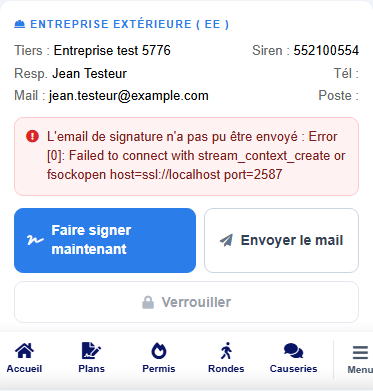 ENTREPRISE EXTÉRIEURE ( EE )
Tiers : Entreprise test 5776 Siren : 552100554
Resp. Jean Testeur Tél :
Mail : jean.testeur@example.com Poste :
L'email de signature n'a pas pu être envoyé : Error
[0]: Failed to connect with stream_context_create or
fsockopen host=ssl://localhost port=2587
Faire signer
maintenant
Envoyer le mail
Verrouiller
Accueil Plans Permis Rondes Causeries Menu